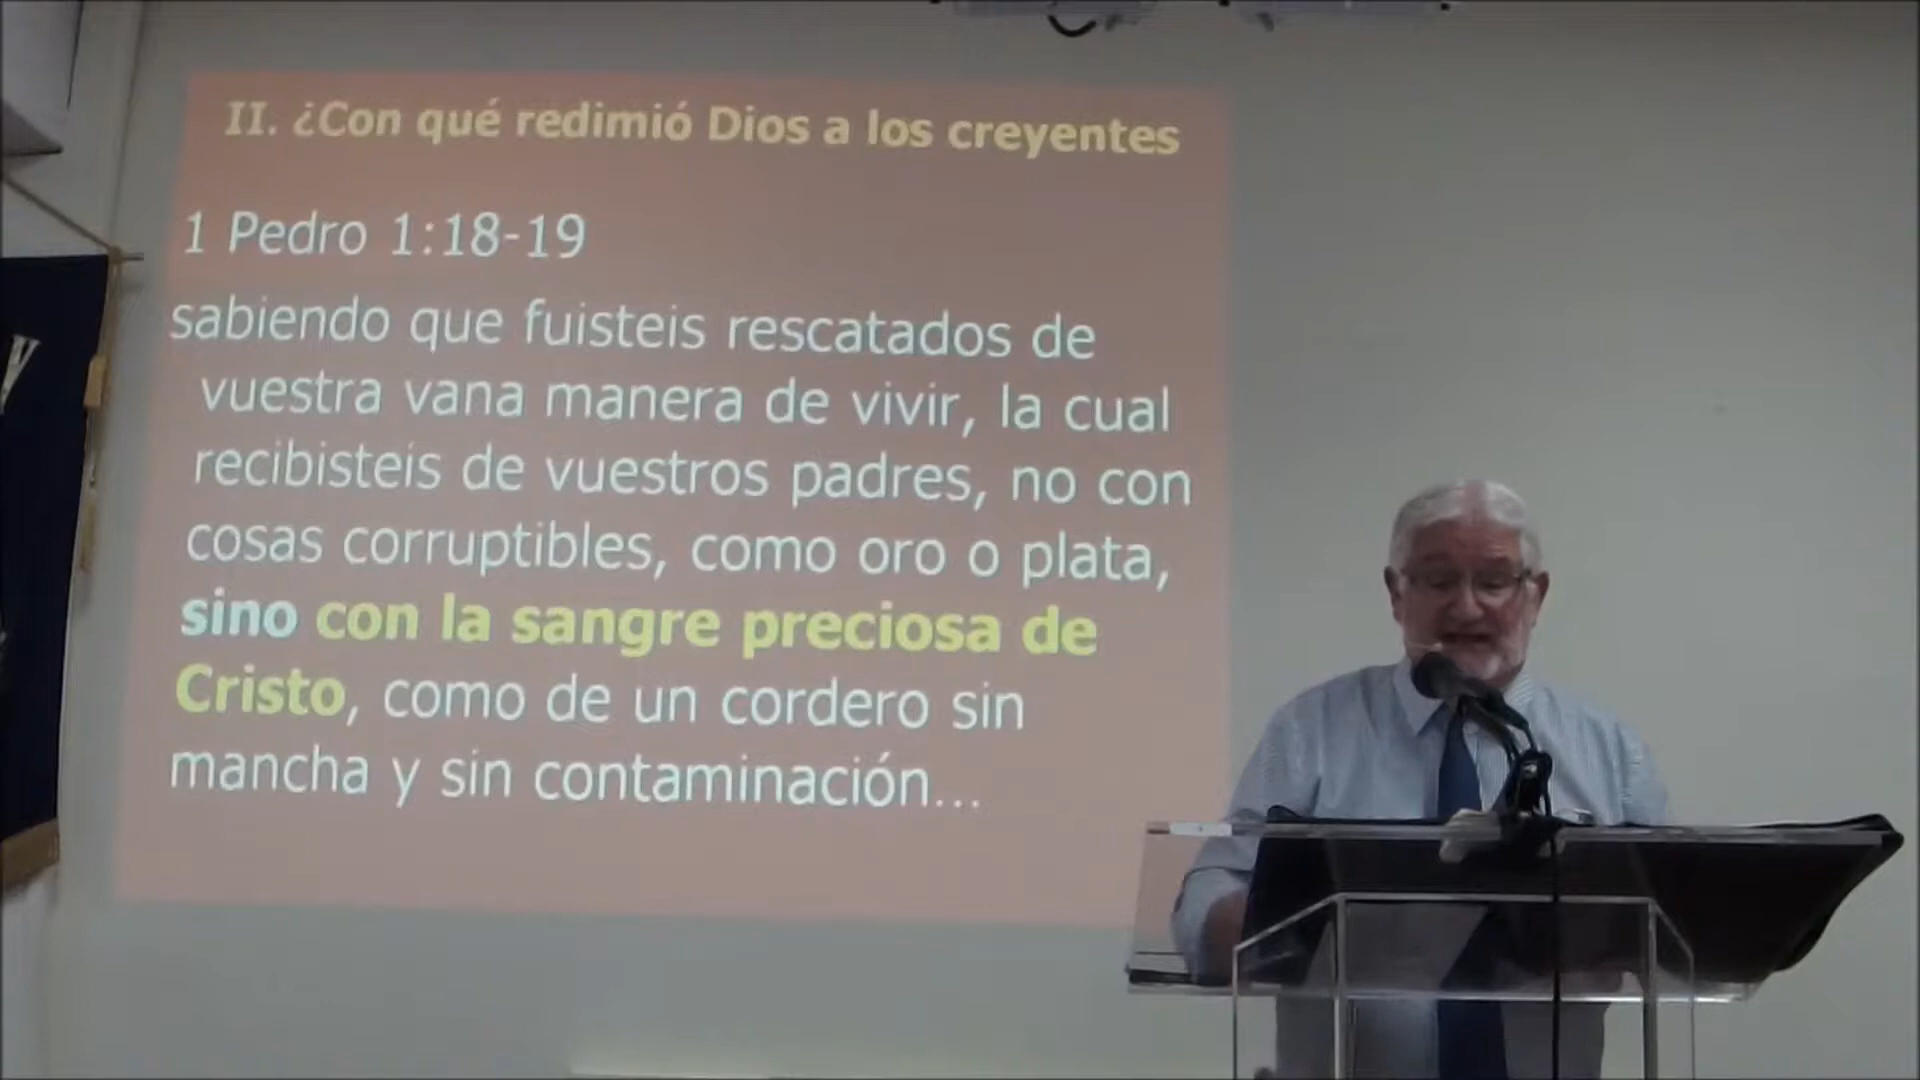 II. ¿Con qué redimió Dios a los creyentes
1 Pedro 1:18-19
sabiendo que fuisteis rescatados de
vuestra vana manera de vivir, la cual
recibisteis de vuestros padres, no con
cosas corruptibles, como oro o plata,
sino con la sangre preciosa de
Cristo, como de un cordero sin
mancha y sin contaminación...